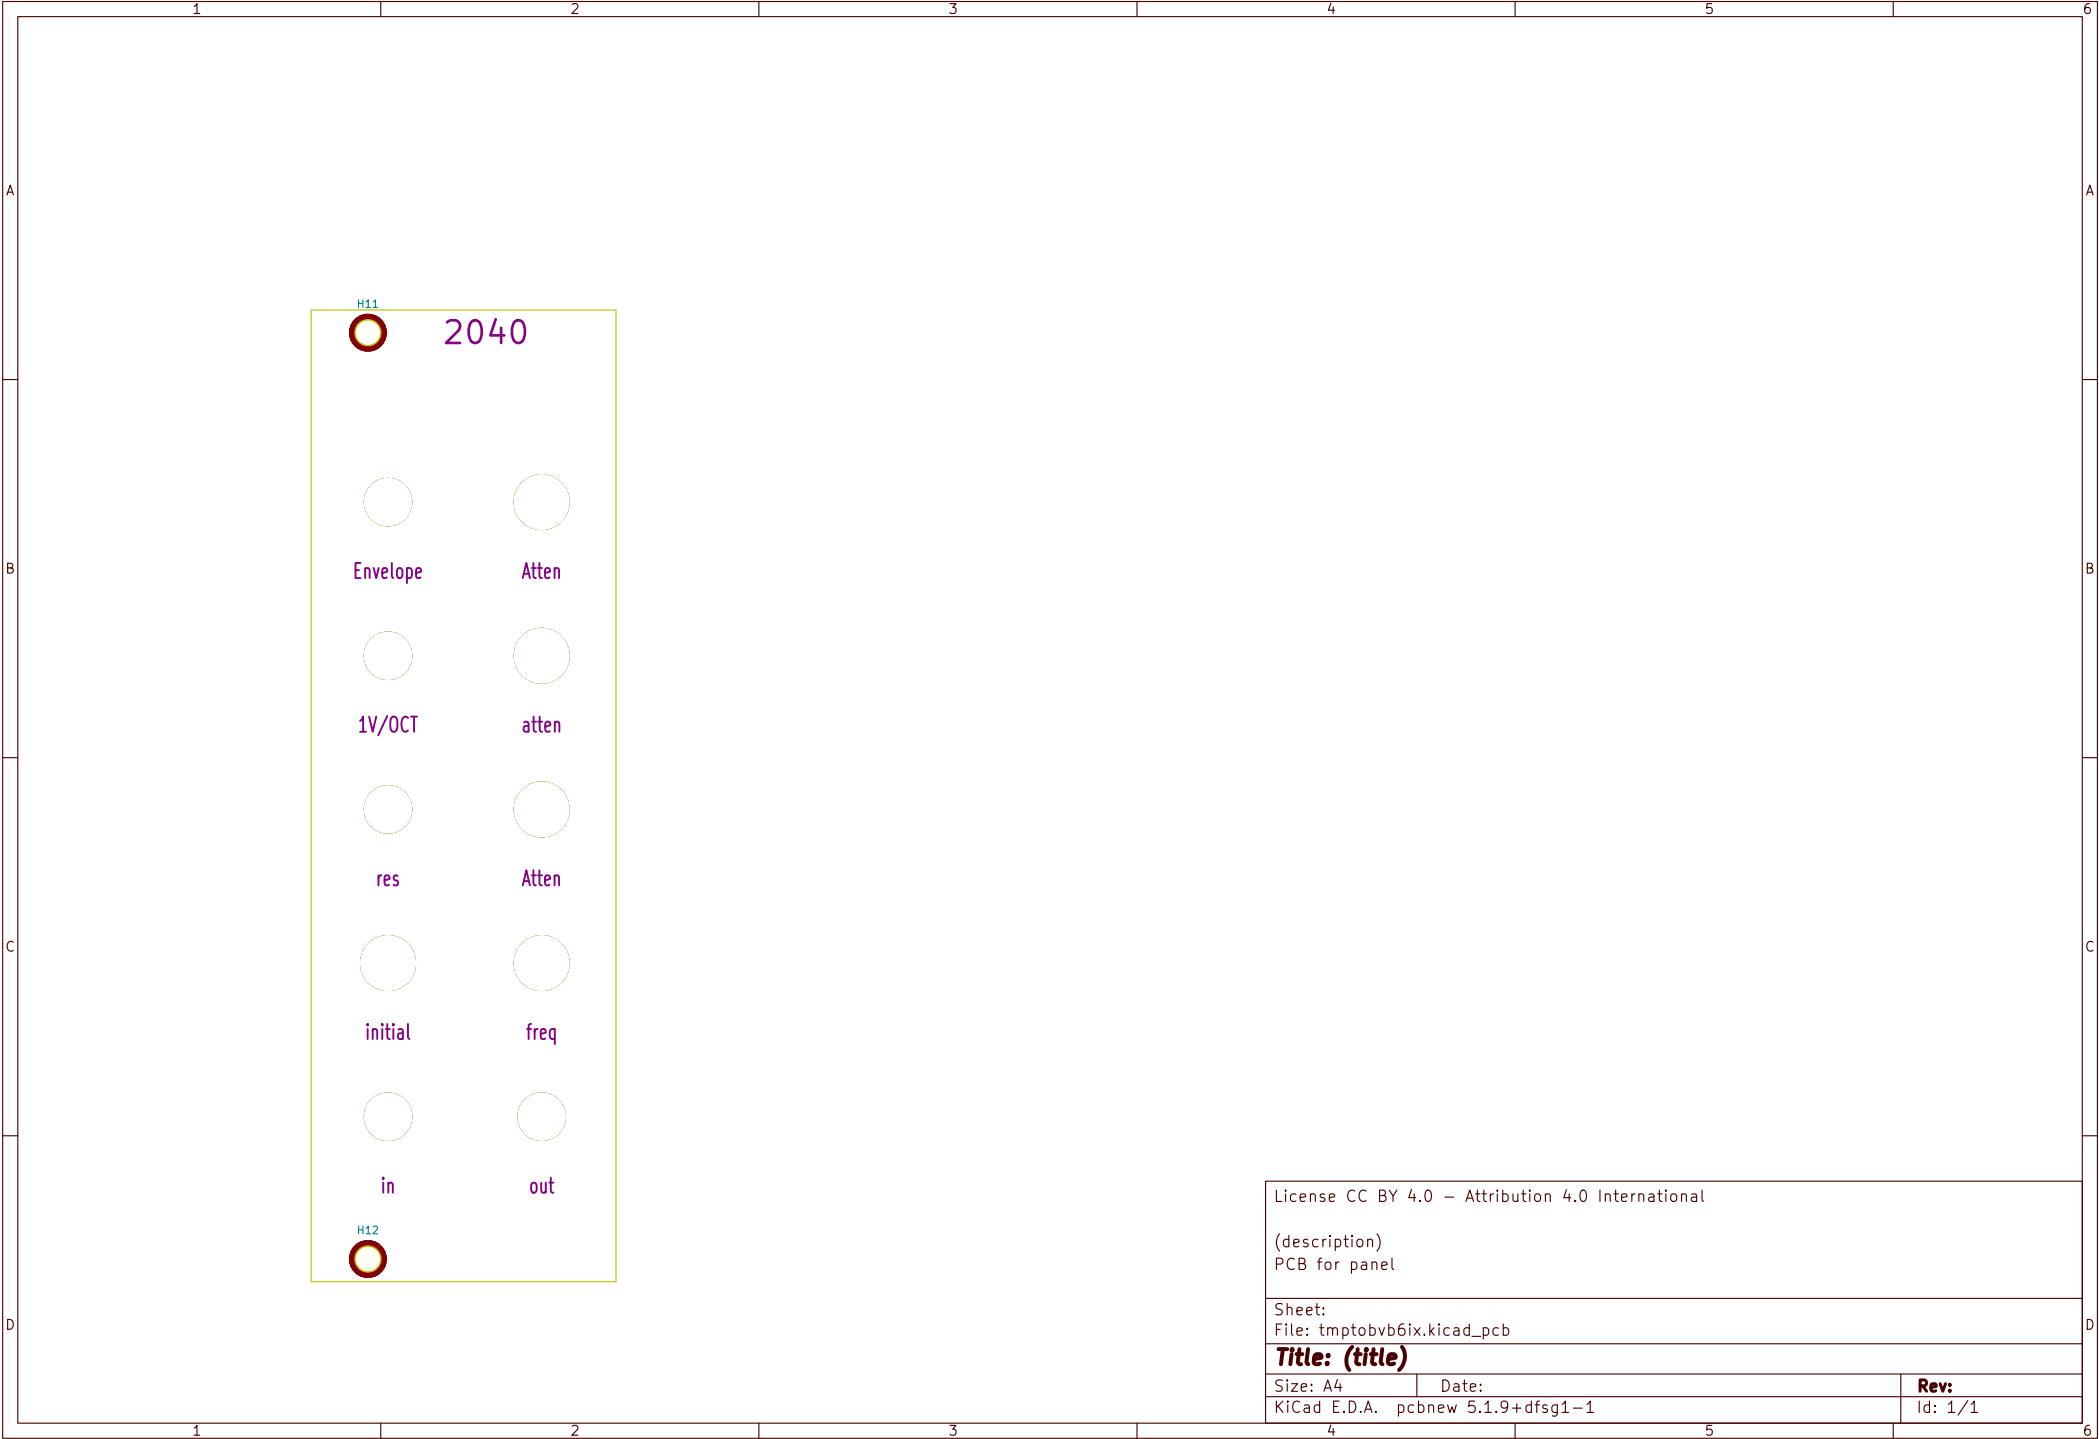 1 2 3 4 5 6
A A
H11
2040
Envelope Atten
B B
1V/OCT atten
res Atten
C C
initial freq
in out
License CC BY 4.0 - Attribution 4.0 International
H12
(description)
PCB for panel
Sheet:
D D
File: tmptobvb6ix.kicad_pcb
Title: (title)
Size: A4 Date: Rev:
KiCad E.D.A. pcbnew 5.1.9+dfsg1-1 Id: 1/1
1 2 3 4 5 6